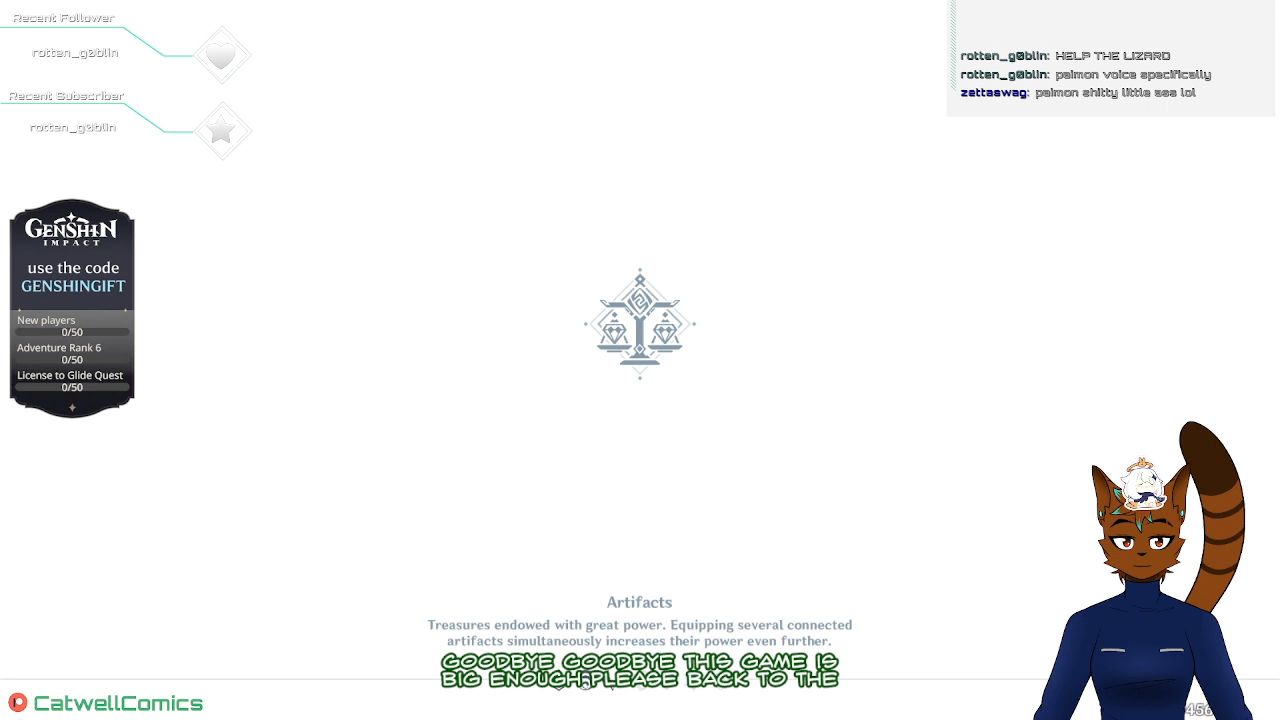 Recent Follower
rotten_g0blin
Recent Subscriber
rotten_g0blin
GENSHIN
IMPACT
use the code
GENSHINGIFT
New players
0/50
Adventure Rank 6
0/50
License to Glide Quest
0/50
rotten_g0blin: HELP THE LIZARD
rotten_g0blin: paimon voice specifically
zettaswag: paimon shitty little ass lol
Artifacts
Treasures endowed with great power. Equipping several connected
artifacts simultaneously increases their power even further.
GOODBYE GOODBYE THIS GAME IS
BIG ENOUGH PLEASE BACK TO THE
CatwellComics
456